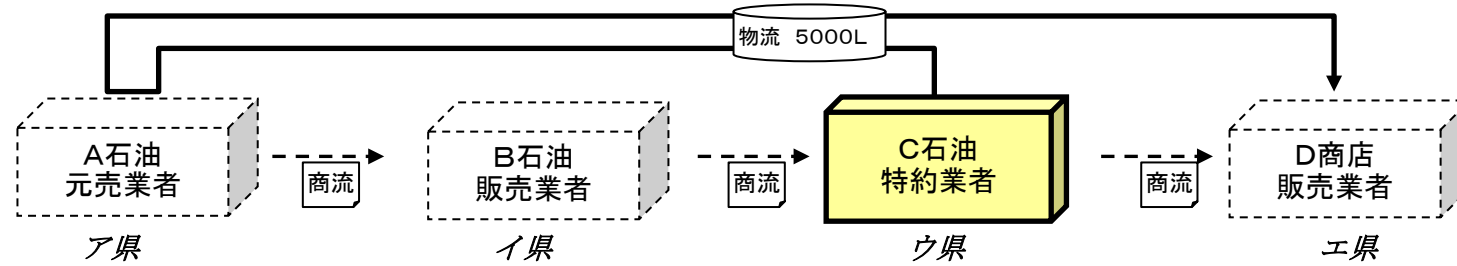 物流 5000L
A石油
元売業者
商流
B石油
販売業者
商流
C石油
特約業者
商流
D商店
販売業者
ア県
イ県
ウ県
エ県